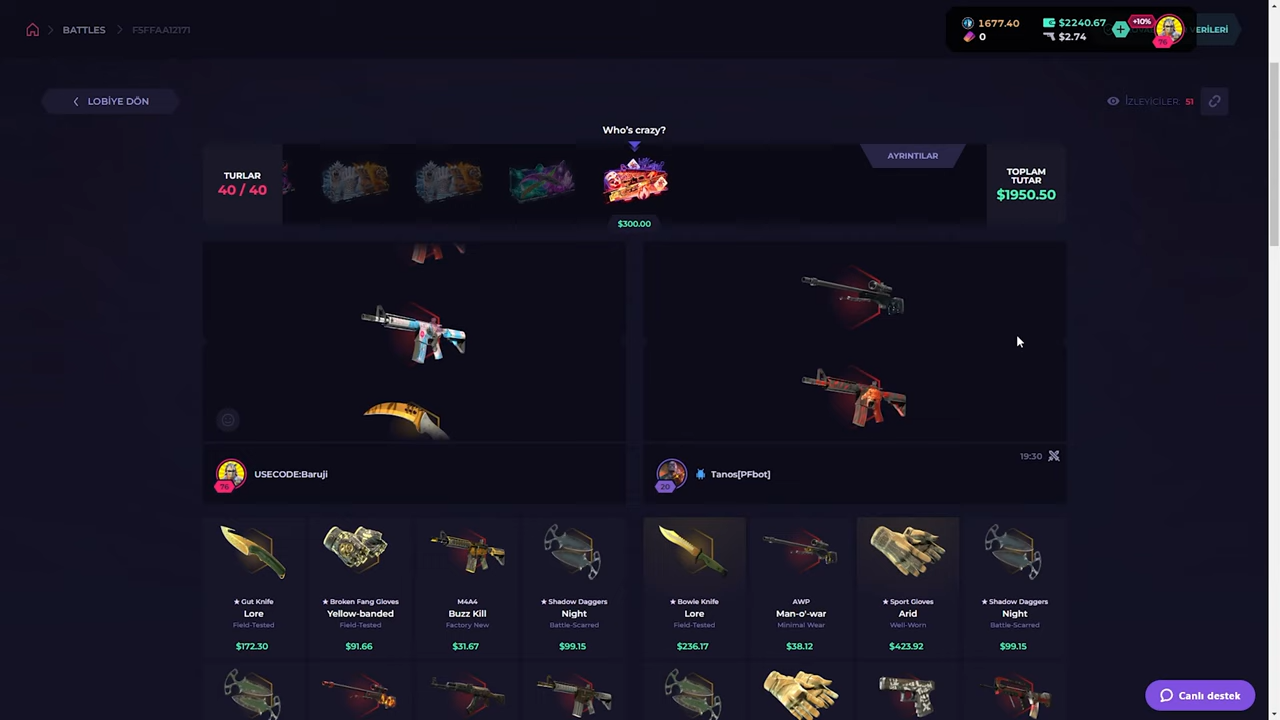 BATTLES
F5FFAA12171
1677.40
0
$2240.67
$2.74
+10%
76
VERİLERİ
LOBİYE DÖN
İZLEYİCİLER: 51
Who's crazy?
TURLAR
40 / 40
AYRINTILAR
TOPLAM
TUTAR
$1950.50
$300.00
76
USECODE:Baruji
20
Tanos[PFbot]
19:30
★ Gut Knife
Lore
Field-Tested
$172.30
★ Broken Fang Gloves
Yellow-banded
Field-Tested
$91.66
M4A4
Buzz Kill
Factory New
$31.67
★ Shadow Daggers
Night
Battle-Scarred
$99.15
★ Bowie Knife
Lore
Field-Tested
$236.17
AWP
Man-o'-war
Minimal Wear
$38.12
★ Sport Gloves
Arid
Well-Worn
$423.92
★ Shadow Daggers
Night
Battle-Scarred
$99.15
Canlı destek